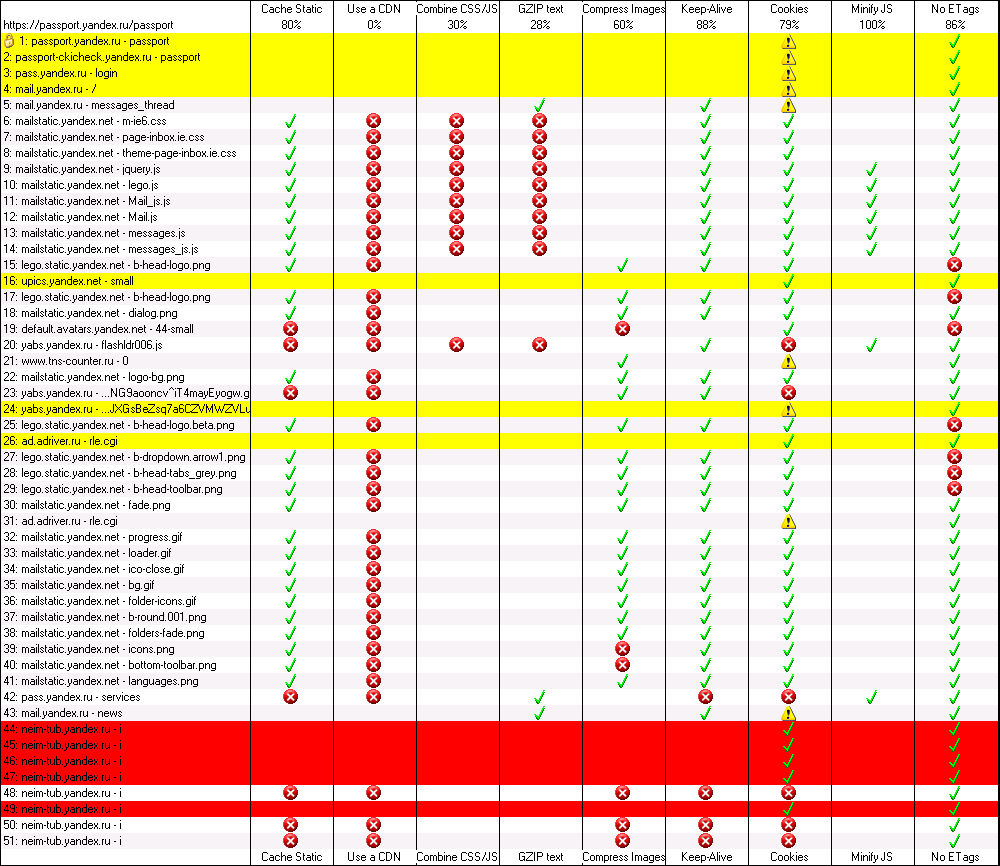 Cache Static Use a CDN Combine CSS/JS GZIP text Compress Images Keep-Alive Cookies Minify JS No ETags
https://passport.yandex.ru/passport 80% 0% 30% 28% 60% 88% 79% 100% 86%
1: passport.yandex.ru - passport
2: passport-ckicheck.yandex.ru - passport
3: pass.yandex.ru - login
4: mail.yandex.ru - /
5: mail.yandex.ru - messages_thread
6: mailstatic.yandex.net - m-ie6.css
7: mailstatic.yandex.net - page-inbox.ie.css
8: mailstatic.yandex.net - theme-page-inbox.ie.css
9: mailstatic.yandex.net - jquery.js
10: mailstatic.yandex.net - lego.js
11: mailstatic.yandex.net - Mail_js.js
12: mailstatic.yandex.net - Mail.js
13: mailstatic.yandex.net - messages.js
14: mailstatic.yandex.net - messages_js.js
15: lego.static.yandex.net - b-head-logo.png
16: upics.yandex.net - small
17: lego.static.yandex.net - b-head-logo.png
18: mailstatic.yandex.net - dialog.png
19: default.avatars.yandex.net - 44-small
20: yabs.yandex.ru - flashldr006.js
21: www.tns-counter.ru - 0
22: mailstatic.yandex.net - logo-bg.png
23: yabs.yandex.ru - ...NG9aooncv^iT4mayEyogw.g
24: yabs.yandex.ru - ...JXGsBeZsq7a6CZVMWZVLu
25: lego.static.yandex.net - b-head-logo.beta.png
26: ad.adriver.ru - rle.cgi
27: lego.static.yandex.net - b-dropdown.arrow1.png
28: lego.static.yandex.net - b-head-tabs_grey.png
29: lego.static.yandex.net - b-head-toolbar.png
30: mailstatic.yandex.net - fade.png
31: ad.adriver.ru - rle.cgi
32: mailstatic.yandex.net - progress.gif
33: mailstatic.yandex.net - loader.gif
34: mailstatic.yandex.net - ico-close.gif
35: mailstatic.yandex.net - bg.gif
36: mailstatic.yandex.net - folder-icons.gif
37: mailstatic.yandex.net - b-round.001.png
38: mailstatic.yandex.net - folders-fade.png
39: mailstatic.yandex.net - icons.png
40: mailstatic.yandex.net - bottom-toolbar.png
41: mailstatic.yandex.net - languages.png
42: pass.yandex.ru - services
43: mail.yandex.ru - news
44: neim-tub.yandex.ru - i
45: neim-tub.yandex.ru - i
46: neim-tub.yandex.ru - i
47: neim-tub.yandex.ru - i
48: neim-tub.yandex.ru - i
49: neim-tub.yandex.ru - i
50: neim-tub.yandex.ru - i
51: neim-tub.yandex.ru - i
Cache Static Use a CDN Combine CSS/JS GZIP text Compress Images Keep-Alive Cookies Minify JS No ETags